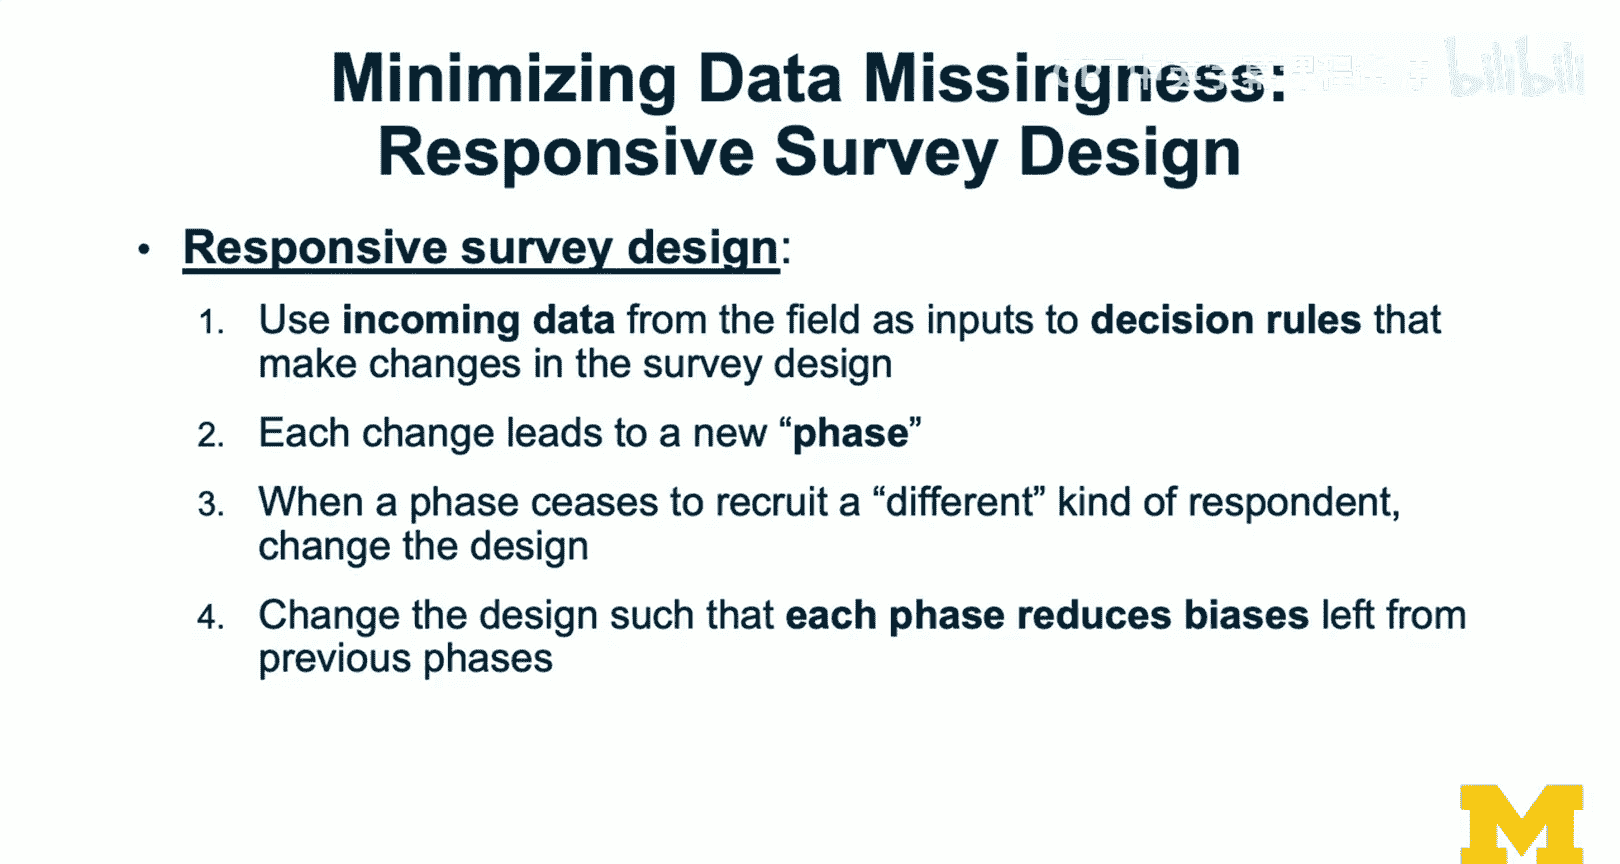 Minimizing Data Missingness:
Responsive Survey Design
• Responsive survey design:
1. Use incoming data from the field as inputs to decision rules that
make changes in the survey design
2. Each change leads to a new “phase”
3. When a phase ceases to recruit a “different” kind of respondent,
change the design
4. Change the design such that each phase reduces biases left from
previous phases
bilibili
M